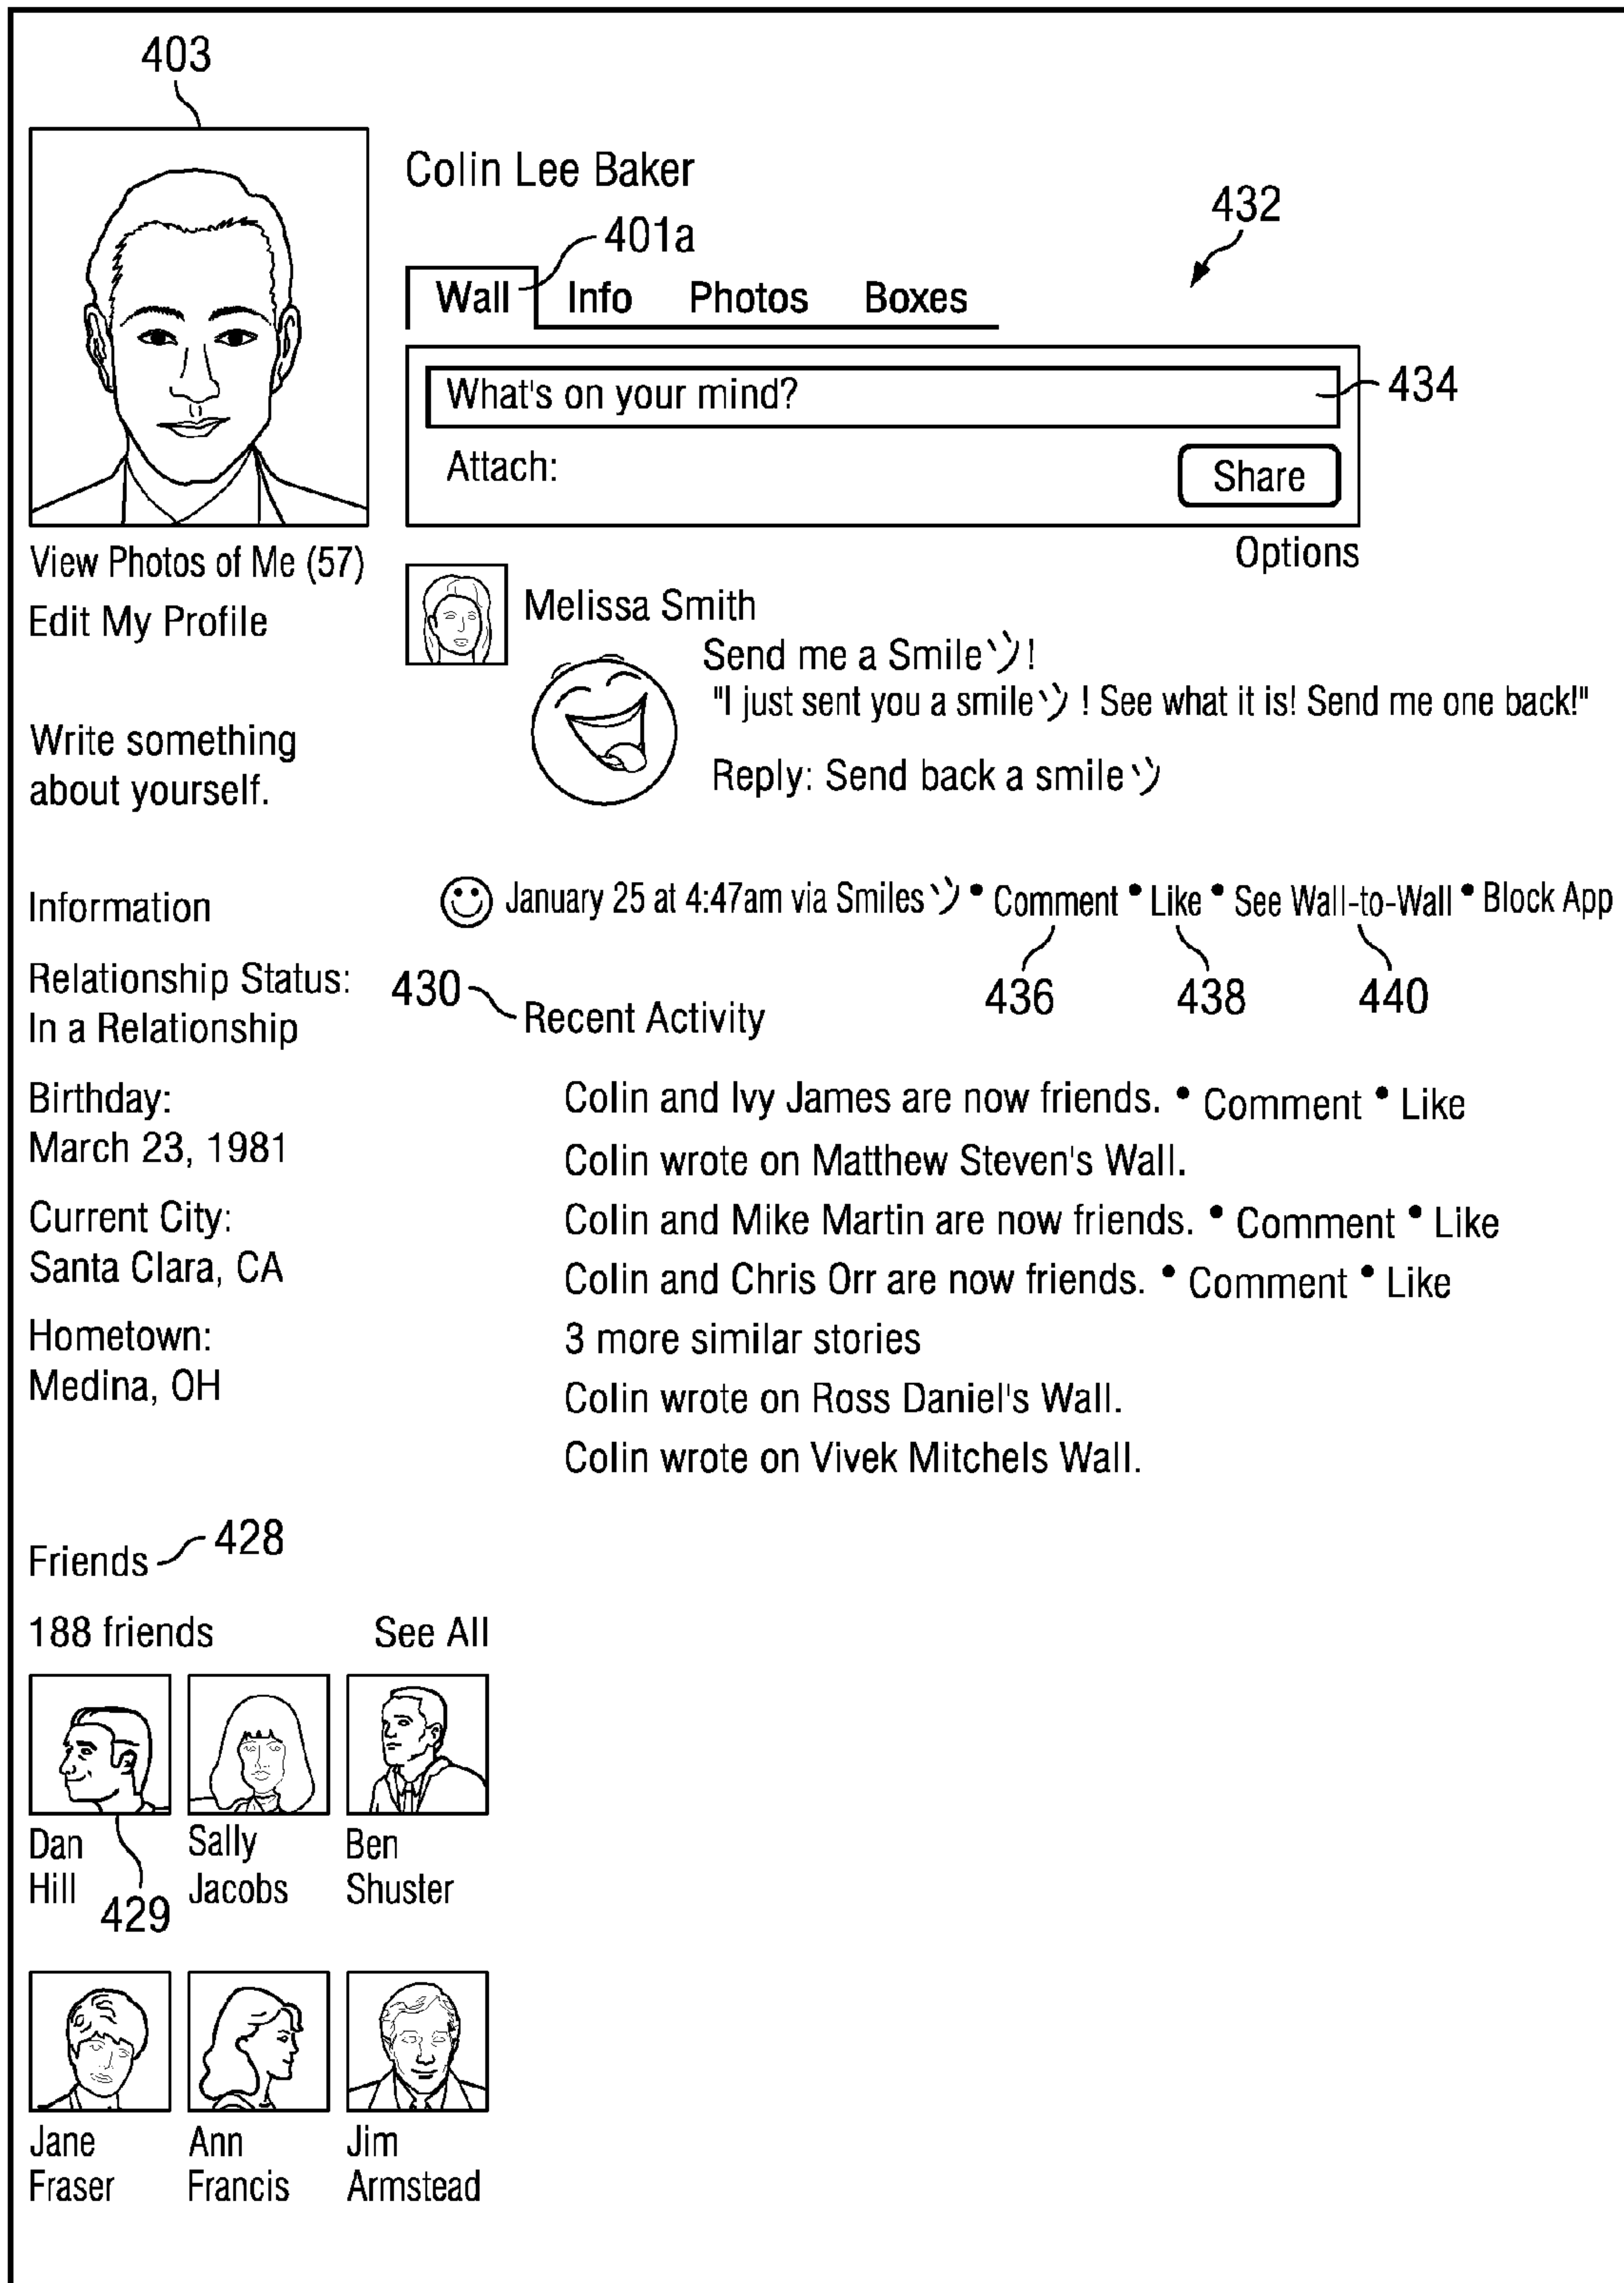 403
Colin Lee Baker
432
401a
Wall Info Photos Boxes
What's on your mind?
434
Attach:
Share
Options
View Photos of Me (57)
Edit My Profile
Write something
about yourself.
Melissa Smith
Send me a Smileツ!
"I just sent you a smileツ! See what it is! Send me one back!"
Reply: Send back a smileツ
January 25 at 4:47am via Smilesツ • Comment • Like • See Wall-to-Wall • Block App
436 438 440
Information
Relationship Status:
In a Relationship
Birthday:
March 23, 1981
Current City:
Santa Clara, CA
Hometown:
Medina, OH
430
Recent Activity
Colin and Ivy James are now friends. • Comment • Like
Colin wrote on Matthew Steven's Wall.
Colin and Mike Martin are now friends. • Comment • Like
Colin and Chris Orr are now friends. • Comment • Like
3 more similar stories
Colin wrote on Ross Daniel's Wall.
Colin wrote on Vivek Mitchels Wall.
Friends
428
188 friends See All
Dan
Hill
Sally
Jacobs
Ben
Shuster
429
Jane
Fraser
Ann
Francis
Jim
Armstead